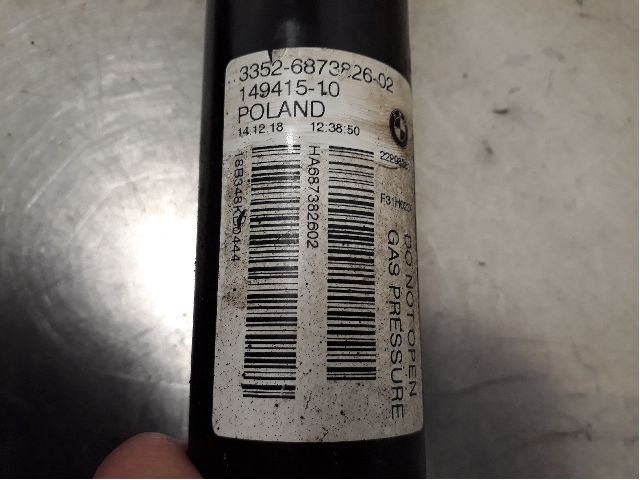 3352-6873826-02
149415-10
POLAND
14.12.18 12:38:50
HA687382602
DO NOT OPEN
GAS PRESSURE